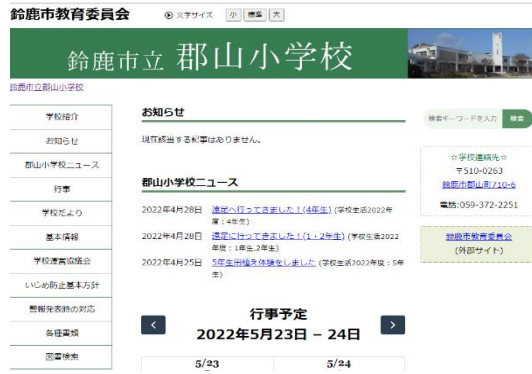 鈴鹿市教育委員会
文字サイズ 小 標準 大
鈴鹿市立 郡山小学校
鈴鹿市立郡山小学校
学校紹介
お知らせ
郡山小学校ニュース
行事
学校だより
基本情報
学校運営協議会
いじめ防止基本方針
警報発表時の対応
各種書類
図書検索
お知らせ
現在該当する記事はありません。
郡山小学校ニュース
2022年4月28日 遠足へ行ってきました！(4年生) (学校生活2022年
度：4年生)
2022年4月28日 遠足に行ってきました！(1・2年生) (学校生活2022
年度：1年生,2年生)
2022年4月25日 5年生田植え体験をしました (学校生活2022年度：5年
生)
行事予定
2022年5月23日 – 24日
5/23 5/24
検索キーワードを入力 検索
☆学校連絡先☆
〒510-0263
鈴鹿市郡山町710-6
電話:059-372-2251
鈴鹿市教育委員会
(外部サイト)